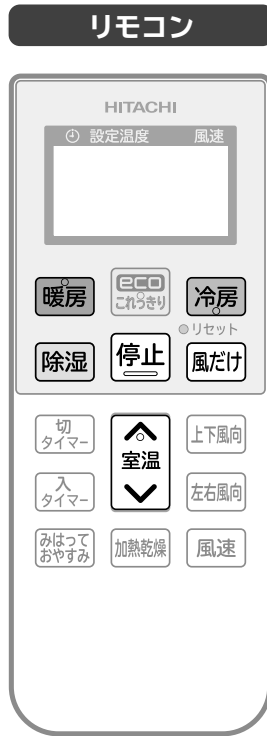 リモコン
HITACHI
設定温度 風速
暖房
eco
これっきり
冷房
リセット
除湿
停止
風だけ
切
タイマー
室温
上下風向
入
タイマー
左右風向
みはって
おやすみ
加熱乾燥
風速